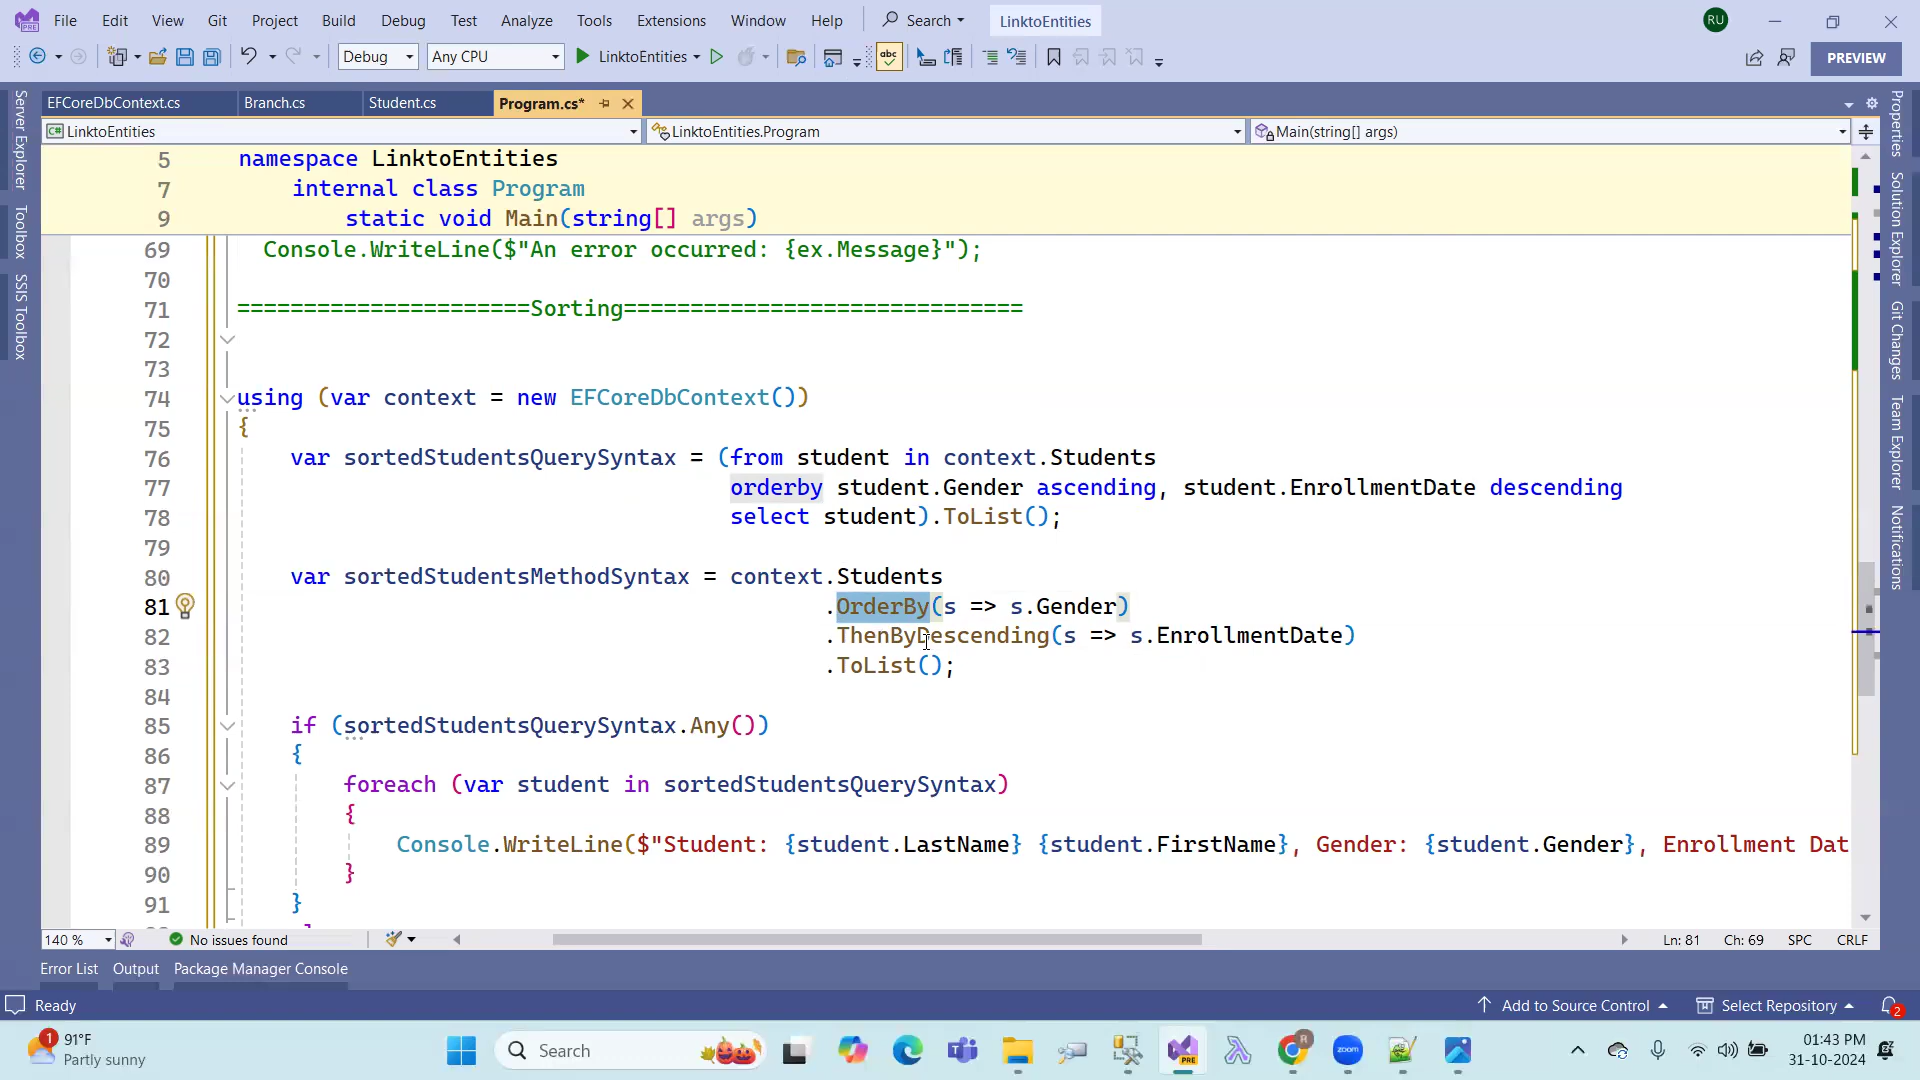 File Edit View Git Project Build Debug Test Analyze Tools Extensions Window Help Search LinktoEntities RU
Debug Any CPU LinktoEntities PREVIEW
EFCoreDbContext.cs Branch.cs Student.cs Program.cs*
C# LinktoEntities LinktoEntities.Program Main(string[] args)
5 namespace LinktoEntities
7 internal class Program
9 static void Main(string[] args)
69 Console.WriteLine($"An error occurred: {ex.Message}");
70
71 ======================Sorting==============================
72
73
74 using (var context = new EFCoreDbContext())
75 {
76 var sortedStudentsQuerySyntax = (from student in context.Students
77 orderby student.Gender ascending, student.EnrollmentDate descending
78 select student).ToList();
79
80 var sortedStudentsMethodSyntax = context.Students
81 .OrderBy(s => s.Gender)
82 .ThenByDescending(s => s.EnrollmentDate)
83 .ToList();
84
85 if (sortedStudentsQuerySyntax.Any())
86 {
87 foreach (var student in sortedStudentsQuerySyntax)
88 {
89 Console.WriteLine($"Student: {student.LastName} {student.FirstName}, Gender: {student.Gender}, Enrollment Dat
90 }
91 }
Server Explorer
Toolbox
SSIS Toolbox
Properties
Solution Explorer
Git Changes
Team Explorer
Notifications
140 % No issues found Ln: 81 Ch: 69 SPC CRLF
Error List Output Package Manager Console
Ready Add to Source Control Select Repository 2
1 91°F
Partly sunny
Search
PRE
zoom
01:43 PM
31-10-2024